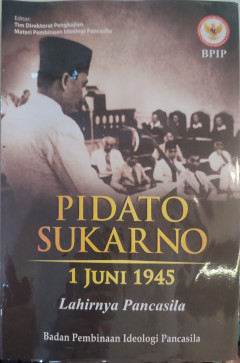 Editor:
Tim Direktorat Pengkajian
Materi Pembinaan Ideologi Pancasila
BPIP
PIDATO
SUKARNO
1 JUNI 1945
Lahirnya Pancasila
Badan Pembinaan Ideologi Pancasila